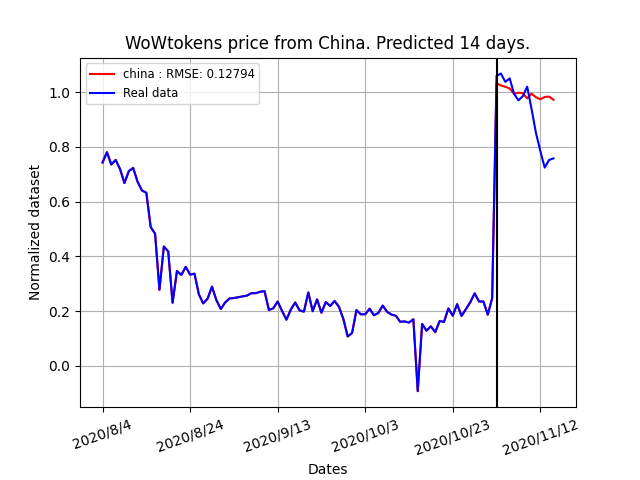 WoWtokens price from China. Predicted 14 days.
china : RMSE: 0.12794
Real data
Normalized dataset
1.0
0.8
0.6
0.4
0.2
0.0
2020/8/4
2020/8/24
2020/9/13
2020/10/3
2020/10/23
2020/11/12
Dates